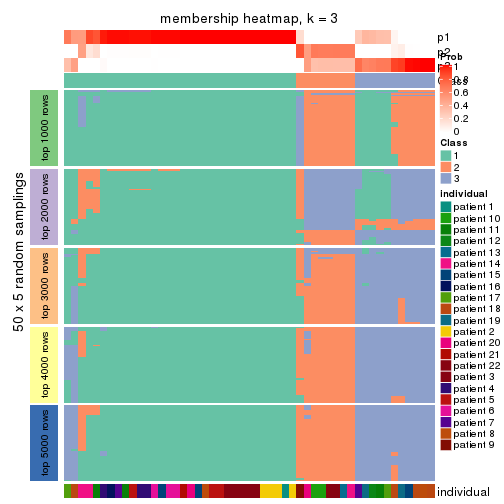 membership heatmap, k = 3
p1
p2
Prob
1
0.8
0.6
0.4
0.2
0
Class
1
2
3
individual
patient 1
patient 10
patient 11
patient 12
patient 13
patient 14
patient 15
patient 16
patient 17
patient 18
patient 19
patient 2
patient 20
patient 21
patient 22
patient 3
patient 4
patient 5
patient 6
patient 7
patient 8
patient 9
50 x 5 random samplings
top 1000 rows
top 2000 rows
top 3000 rows
top 4000 rows
top 5000 rows
individual